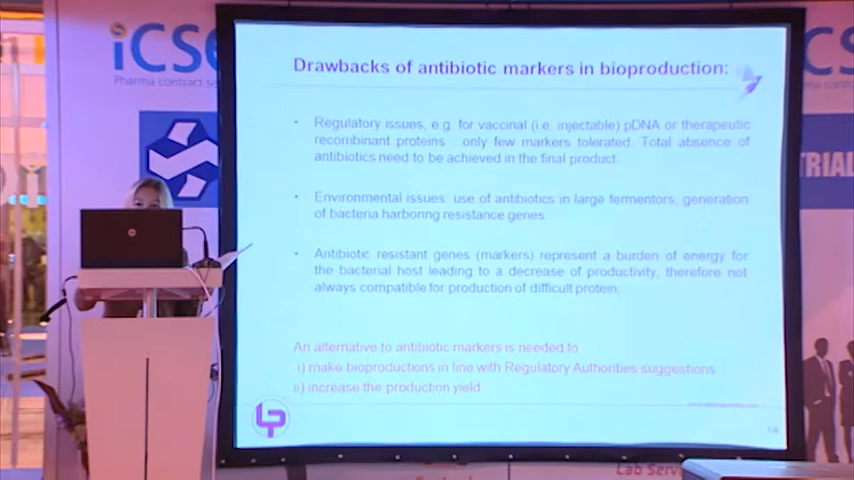 iCSE
Pharma contract se
Drawbacks of antibiotic markers in bioproduction:
• Regulatory issues, e.g. for vaccinal (i.e. injectable) pDNA or therapeutic
recombinant proteins : only few markers tolerated. Total absence of
antibiotics need to be achieved in the final product.
• Environmental issues: use of antibiotics in large fermentors, generation
of bacteria harboring resistance genes.
• Antibiotic resistant genes (markers) represent a burden of energy for
the bacterial host leading to a decrease of productivity, therefore not
always compatible for production of difficult protein;
An alternative to antibiotic markers is needed to
i) make bioproductions in line with Regulatory Authorities suggestions
ii) increase the production yield
CS
TRIAL
Lab Serv
hp